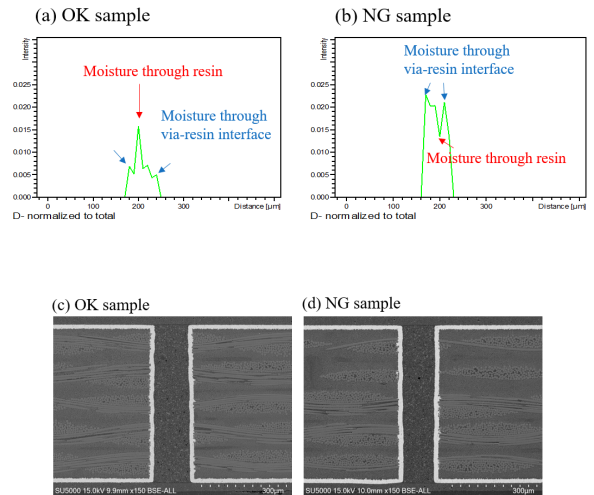 (a) OK sample
(b) NG sample
Intensity
0.025
0.020
0.015
0.010
0.005
0.000
Moisture through resin
Moisture through
via-resin interface
0
200
Distance [µm]
D- normalized to total
Intensity
0.025
0.020
0.015
0.010
0.005
0.000
Moisture through
via-resin interface
Moisture through resin
0
200
Distance [µm]
D- normalized to total
(c) OK sample
(d) NG sample
SU5000 15.0kV 9.9mm x150 BSE-ALL
300µm
SU5000 15.0kV 10.0mm x150 BSE-ALL
300µm